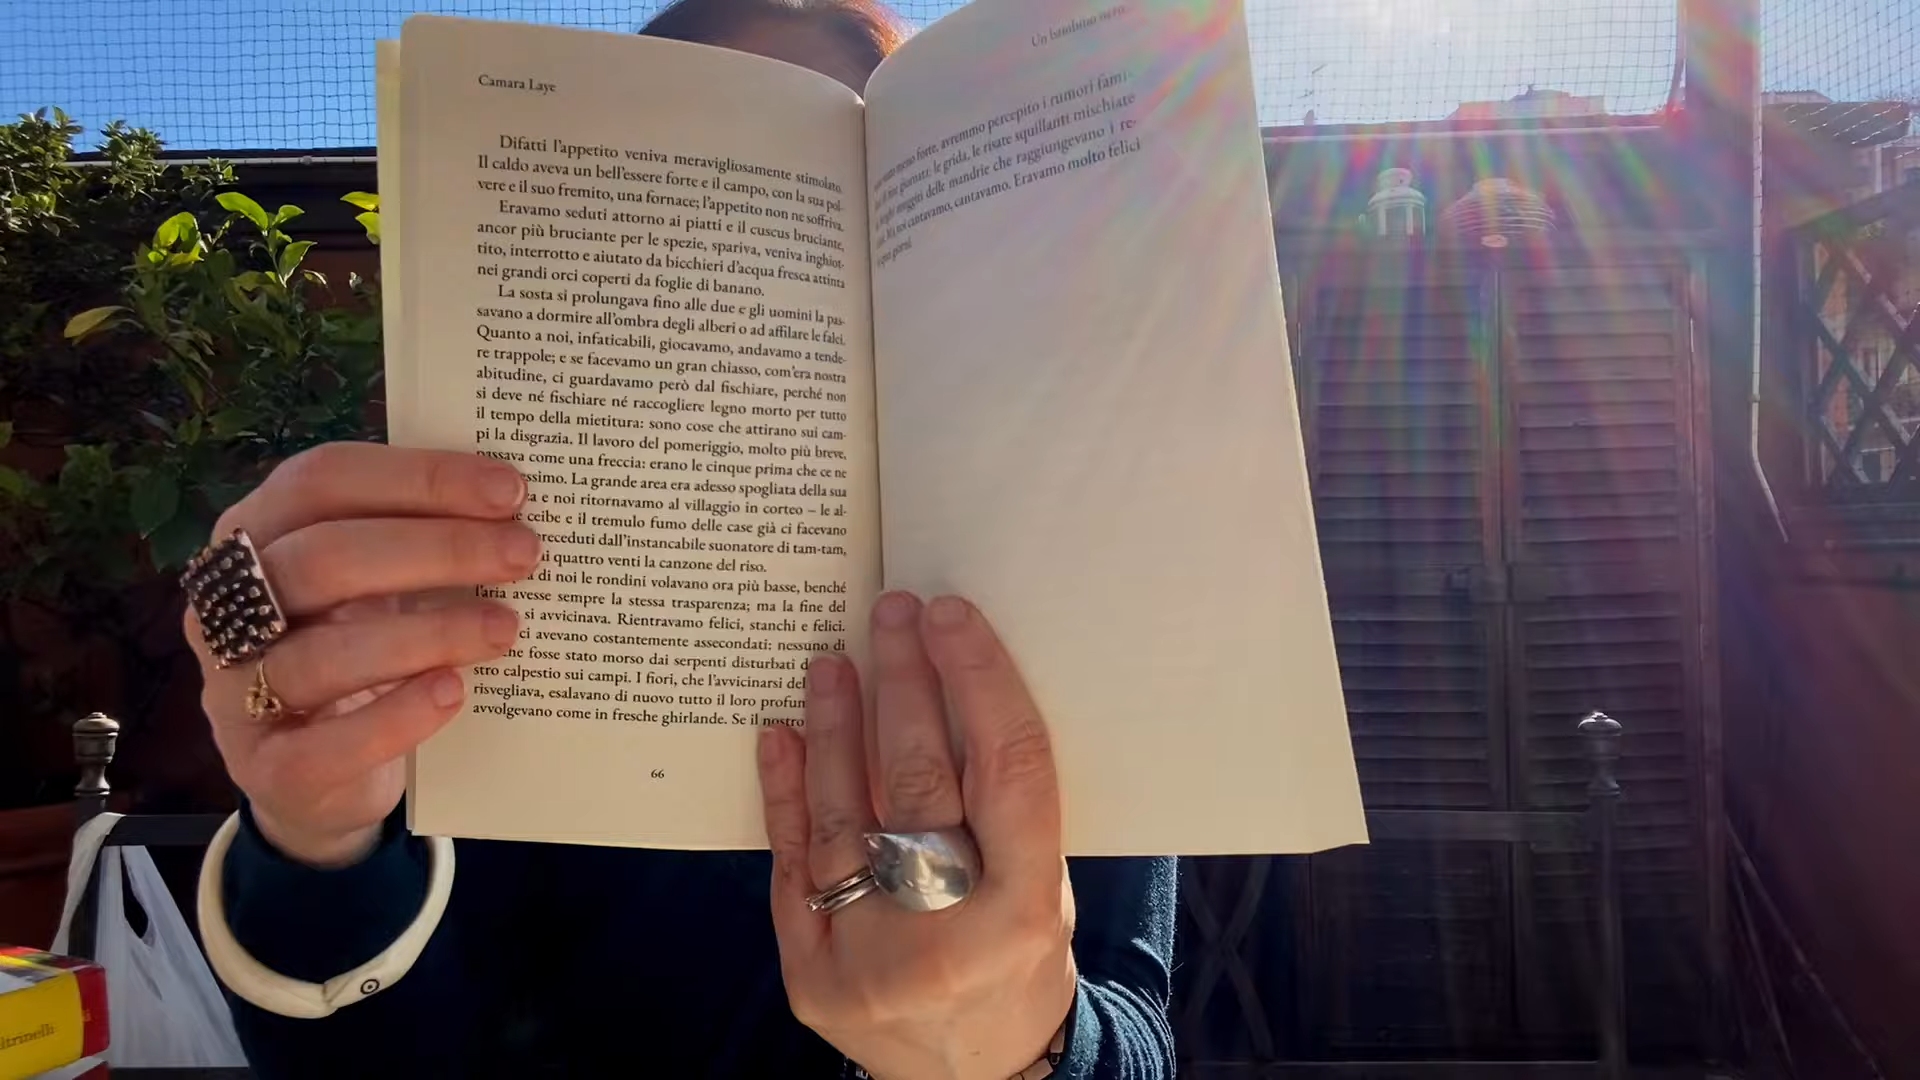 Camara Laye
Difatti l'appetito veniva meravigliosamente stimolato.
Il caldo aveva un bell'essere forte e il campo, con la sua pol-
vere e il suo fremito, una fornace; l'appetito non ne soffriva.
Eravamo seduti attorno ai piatti e il cuscus bruciante,
ancor più bruciante per le spezie, spariva, veniva inghiot-
tito, interrotto e aiutato da bicchieri d'acqua fresca attinta
nei grandi orci coperti da foglie di banano.
La sosta si prolungava fino alle due e gli uomini la pas-
savano a dormire all'ombra degli alberi o ad affilare le falci.
Quanto a noi, infaticabili, giocavamo, andavamo a tende-
re trappole; e se facevamo un gran chiasso, com'era nostra
abitudine, ci guardavamo però dal fischiare, perché non
si deve né fischiare né raccogliere legno morto per tutto
il tempo della mietitura: sono cose che attirano sui cam-
pi la disgrazia. Il lavoro del pomeriggio, molto più breve,
passava come una freccia: erano le cinque prima che ce ne
La grande area era adesso spogliata della sua
e noi ritornavamo al villaggio in corteo – le al-
ceibe e il tremulo fumo delle case già ci facevano
preceduti dall'instancabile suonatore di tam-tam,
ai quattro venti la canzone del riso.
di noi le rondini volavano ora più basse, benché
l'aria avesse sempre la stessa trasparenza; ma la fine del
si avvicinava. Rientravamo felici, stanchi e felici.
ci avevano costantemente assecondati: nessuno di
che fosse stato morso dai serpenti disturbati
stro calpestio sui campi. I fiori, che l'avvicinarsi del
risvegliava, esalavano di nuovo tutto il loro
avvolgevano come in fresche ghirlande. Se il nostro
66
Un bambino nero
meno forte, avremmo percepito i rumori fami-
di fine giornata: le grida, le risate squillanti mischiate
muggiti delle mandrie che raggiungevano i re-
Ma noi cantavamo, cantavamo. Eravamo molto felici
giorni.
ltrinelli